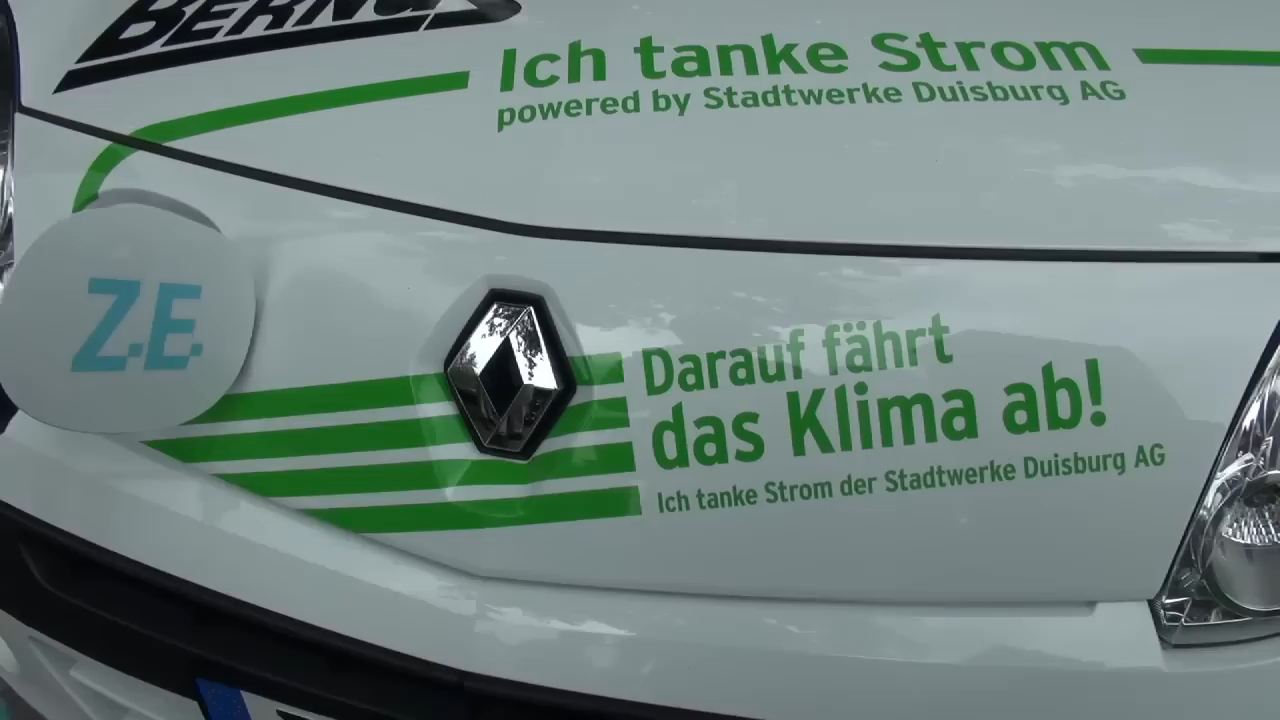 Ich tanke Strom
powered by Stadtwerke Duisburg AG
Z.E.
Darauf fährt
das Klima ab!
Ich tanke Strom der Stadtwerke Duisburg AG